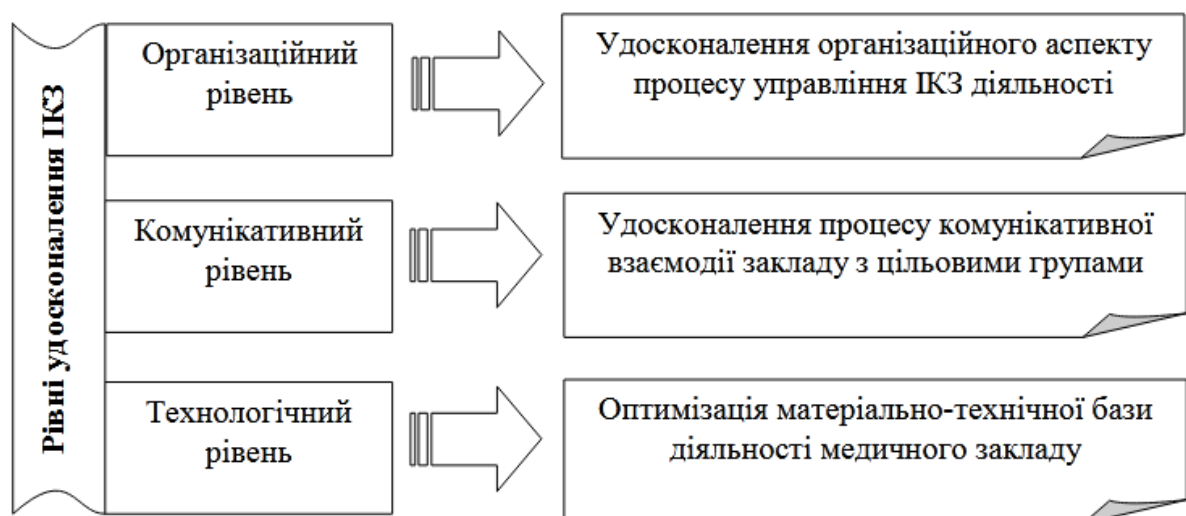 Рівні удосконалення ІКЗ
Організаційний
рівень
Удосконалення організаційного аспекту
процесу управління ІКЗ діяльності
Комунікативний
рівень
Удосконалення процесу комунікативної
взаємодії закладу з цільовими групами
Технологічний
рівень
Оптимізація матеріально-технічної бази
діяльності медичного закладу